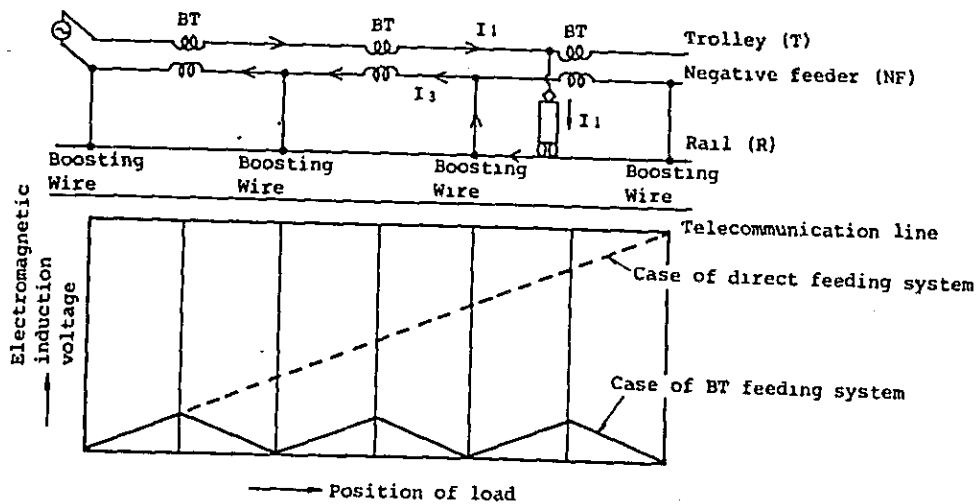 BT
BT
I1
BT
Trolley (T)
Negative feeder (NF)
I3
I1
Rail (R)
Boosting
Wire
Boosting
Wire
Boosting
Wire
Boosting
Wire
Telecommunication line
Case of direct feeding system
Electromagnetic
induction
voltage
Case of BT feeding system
Position of load